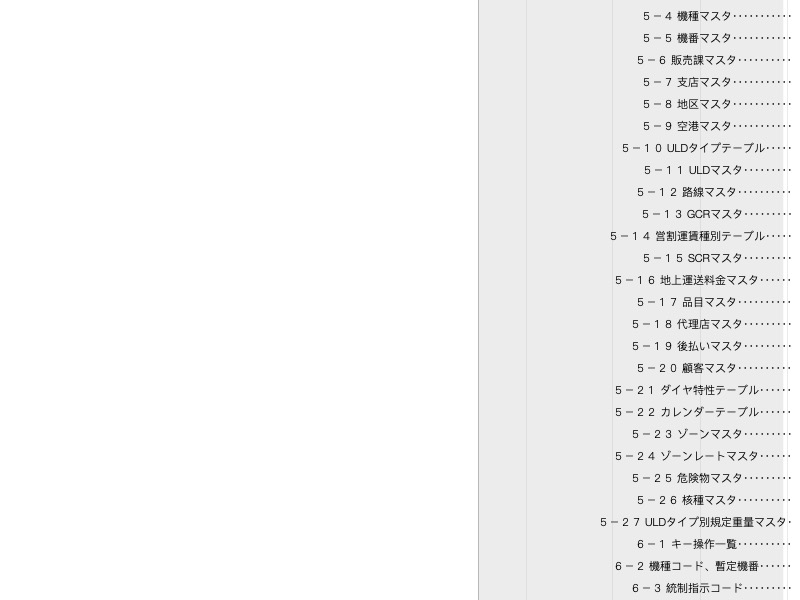 ５－４ 機種マスタ･･････････
５－５ 機番マスタ･･････････
５－６ 販売課マスタ･････････
５－７ 支店マスタ･･････････
５－８ 地区マスタ･･････････
５－９ 空港マスタ･･････････
５－１０ ULDタイプテーブル････
５－１１ ULDマスタ････････
５－１２ 路線マスタ･････････
５－１３ GCRマスタ････････
５－１４ 営割運賃種別テーブル････
５－１５ SCRマスタ････････
５－１６ 地上運送料金マスタ･････
５－１７ 品目マスタ･････････
５－１８ 代理店マスタ････････
５－１９ 後払いマスタ････････
５－２０ 顧客マスタ･････････
５－２１ ダイヤ特性テーブル･････
５－２２ カレンダーテーブル･････
５－２３ ゾーンマスタ････････
５－２４ ゾーンレートマスタ･････
５－２５ 危険物マスタ････････
５－２６ 核種マスタ･････････
５－２７ ULDタイプ別規定重量マスタ･
６－１ キー操作一覧･････････
６－２ 機種コード、暫定機番･････
６－３ 統制指示コード････････